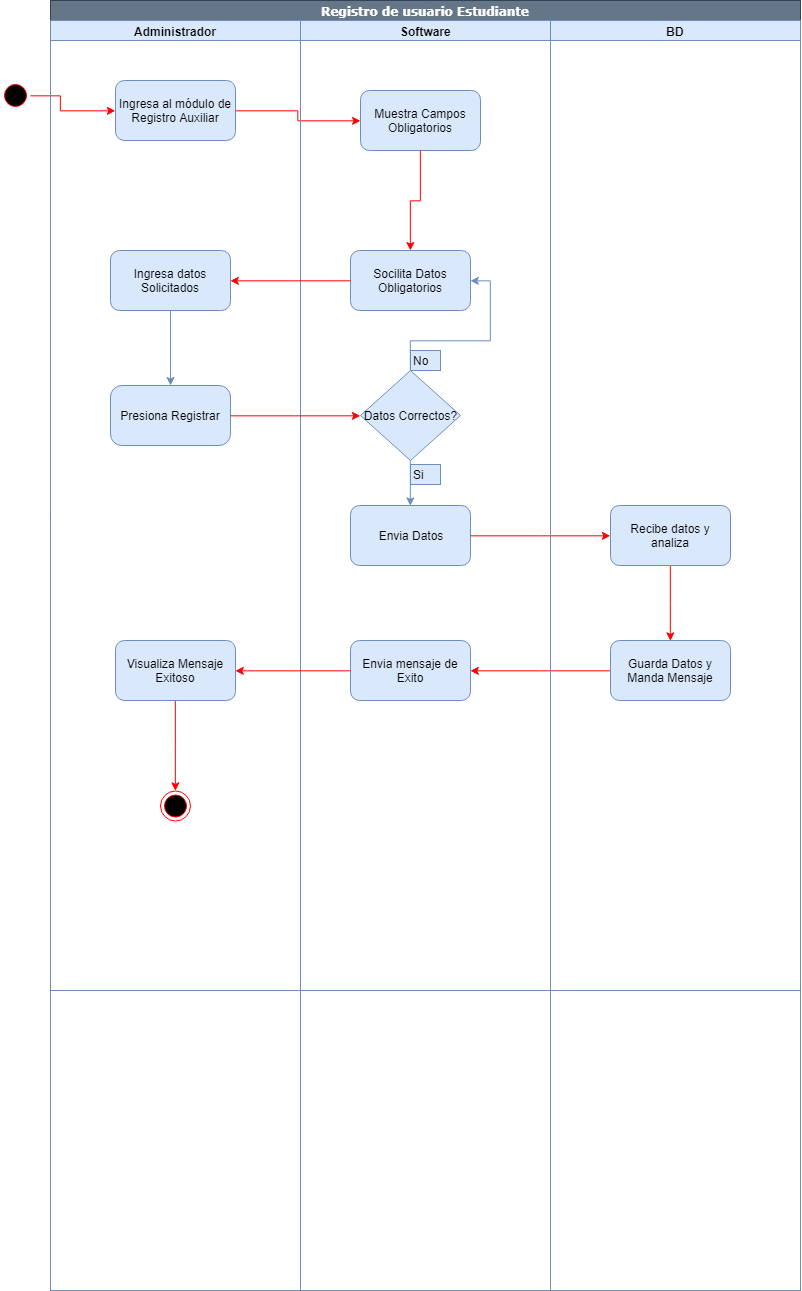 Registro de usuario Estudiante
Administrador
Software
BD
Ingresa al módulo de
Registro Auxiliar
Muestra Campos
Obligatorios
Ingresa datos
Solicitados
Socilita Datos
Obligatorios
No
Presiona Registrar
Datos Correctos?
Si
Envia Datos
Recibe datos y
analiza
Visualiza Mensaje
Exitoso
Envia mensaje de
Exito
Guarda Datos y
Manda Mensaje